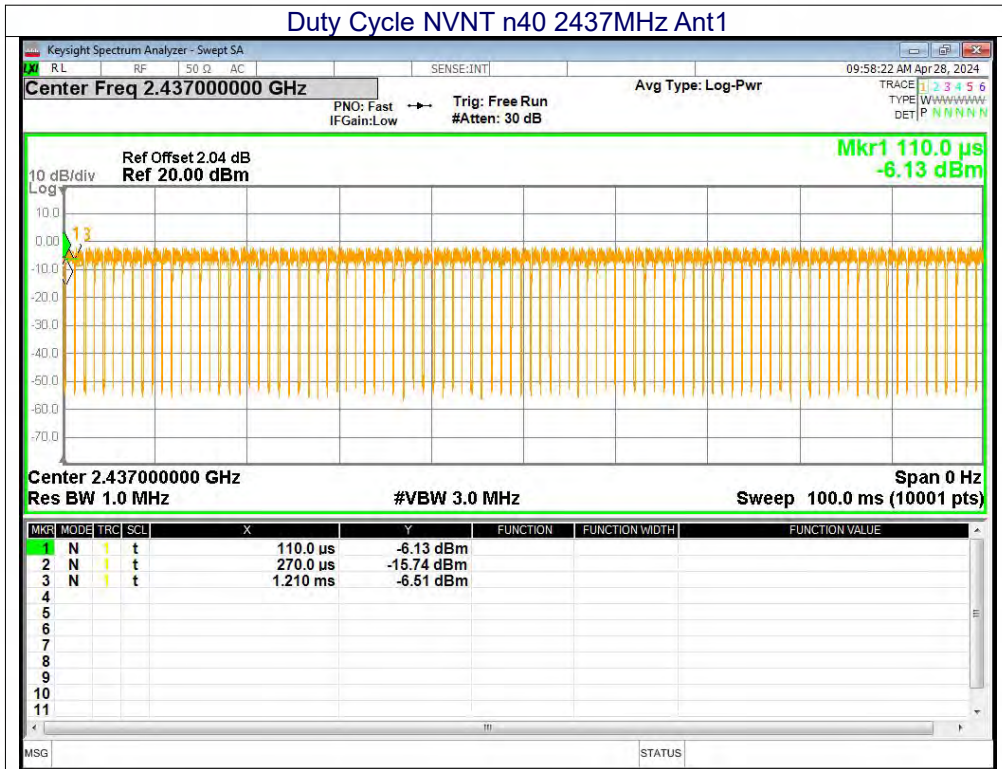 Duty Cycle NVNT n40 2437MHz Ant1
Keysight Spectrum Analyzer - Swept SA
LXI RL RF 50 Ω AC SENSE:INT 09:58:22 AM Apr 28, 2024
Center Freq 2.437000000 GHz Avg Type: Log-Pwr TRACE 1 2 3 4 5 6
PNO: Fast Trig: Free Run TYPE WWWWWWW
IFGain:Low #Atten: 30 dB DET P N N N N N
Mkr1 110.0 µs
Ref Offset 2.04 dB
10 dB/div Ref 20.00 dBm -6.13 dBm
Log
10.0
0.00
1 3
-10.0
-20.0
-30.0
-40.0
-50.0
-60.0
-70.0
Center 2.437000000 GHz Span 0 Hz
Res BW 1.0 MHz #VBW 3.0 MHz Sweep 100.0 ms (10001 pts)
MKR MODE TRC SCL X Y FUNCTION FUNCTION WIDTH FUNCTION VALUE
1 N 1 t 110.0 µs -6.13 dBm
2 N 1 t 270.0 µs -15.74 dBm
3 N 1 t 1.210 ms -6.51 dBm
4
5
6
7
8
9
10
11
MSG STATUS